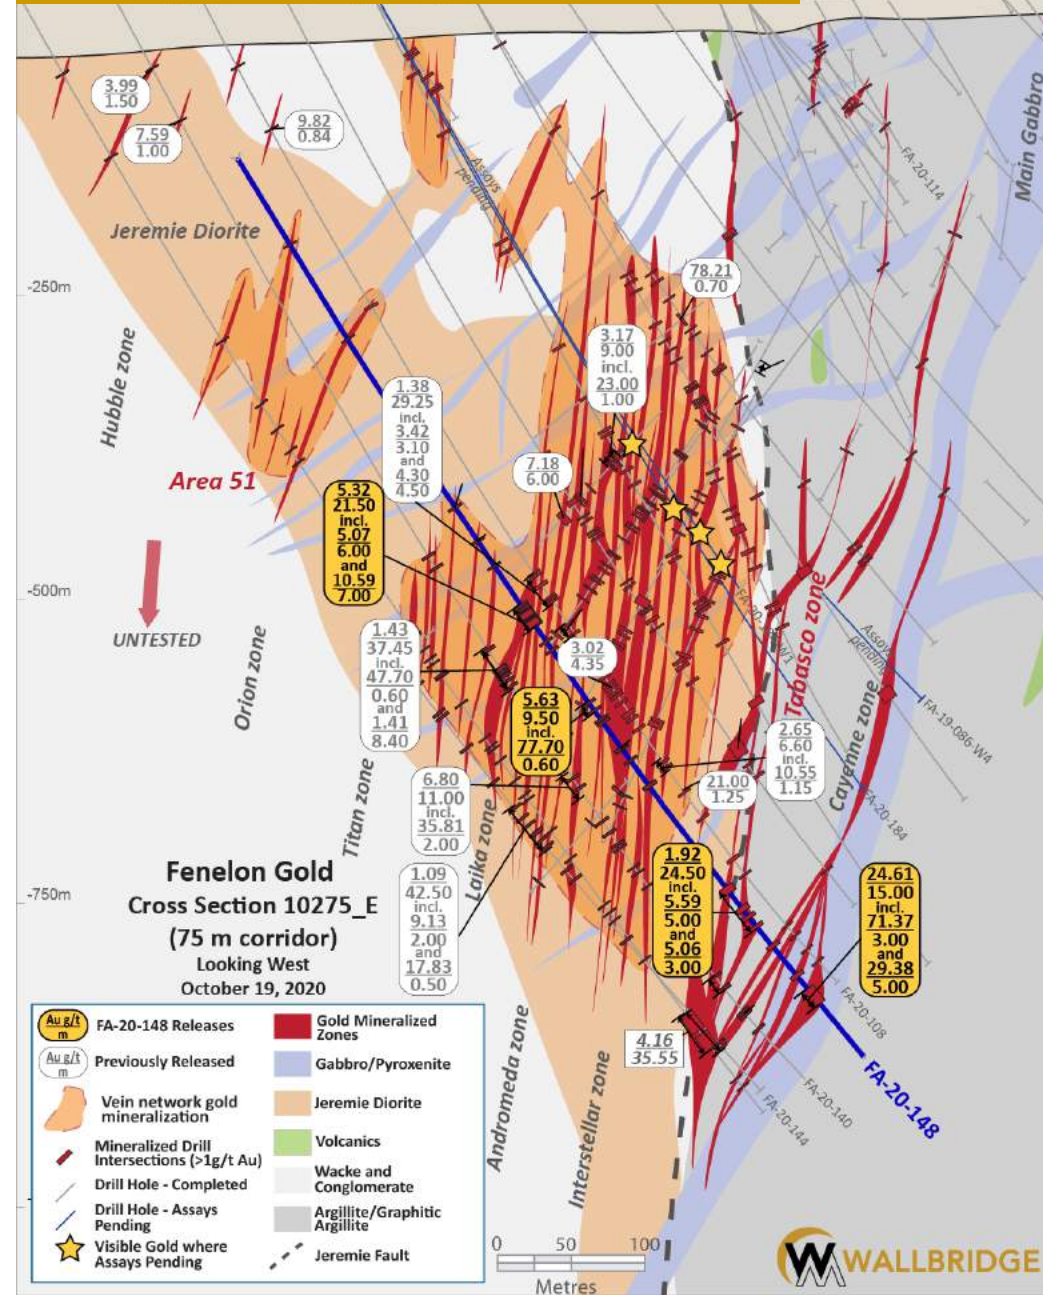 3.99
1.50
7.59
1.00
9.82
0.84
Assays
pending
FA-20-114
Main Gabbro
Jeremie Diorite
-250m
78.21
0.70
Hubble zone
3.17
9.00
incl.
23.00
1.00
1.38
29.25
incl.
3.42
3.10
and
4.30
4.50
7.18
6.00
Area 51
5.32
21.50
incl.
5.07
6.00
and
10.59
7.00
-500m
UNTESTED
Orion zone
1.43
37.45
incl.
47.70
0.60
and
1.41
8.40
3.02
4.35
Tabasco zone
Assays
pending
FA-19-086-W4
5.63
9.50
incl.
77.70
0.60
2.65
6.60
incl.
10.55
1.15
Cayenne zone
FA-20-184
21.00
1.25
Titan zone
6.80
11.00
incl.
35.81
2.00
Laika zone
1.09
42.50
incl.
9.13
2.00
and
17.83
0.50
1.92
24.50
incl.
5.59
5.00
and
5.06
3.00
24.61
15.00
incl.
71.37
3.00
and
29.38
5.00
-750m
Fenelon Gold
Cross Section 10275_E
(75 m corridor)
Looking West
October 19, 2020
4.16
35.55
FA-20-108
FA-20-148
FA-20-140
FA-20-144
Andromeda zone
Interstellar zone
Au g/t
m
FA-20-148 Releases
Au g/t
m
Previously Released
Vein network gold
mineralization
Mineralized Drill
Intersections (>1g/t Au)
Drill Hole - Completed
Drill Hole - Assays
Pending
Visible Gold where
Assays Pending
Gold Mineralized
Zones
Gabbro/Pyroxenite
Jeremie Diorite
Volcanics
Wacke and
Conglomerate
Argillite/Graphitic
Argillite
Jeremie Fault
0 50 100
Metres
WALLBRIDGE